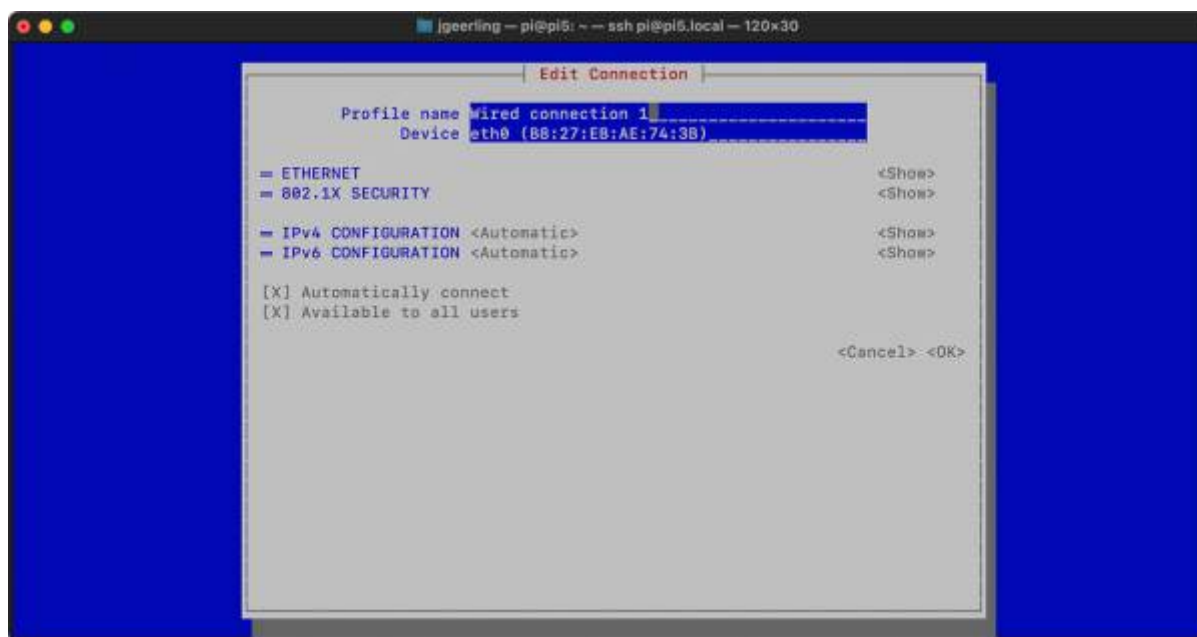 jgeerling — pi@pi5: ~ — ssh pi@pi5.local — 120×30
Edit Connection
Profile name Wired connection 1
Device eth0 (B8:27:EB:AE:74:3B)
= ETHERNET <Show>
= 802.1X SECURITY <Show>
= IPv4 CONFIGURATION <Automatic> <Show>
= IPv6 CONFIGURATION <Automatic> <Show>
[X] Automatically connect
[X] Available to all users
<Cancel> <OK>